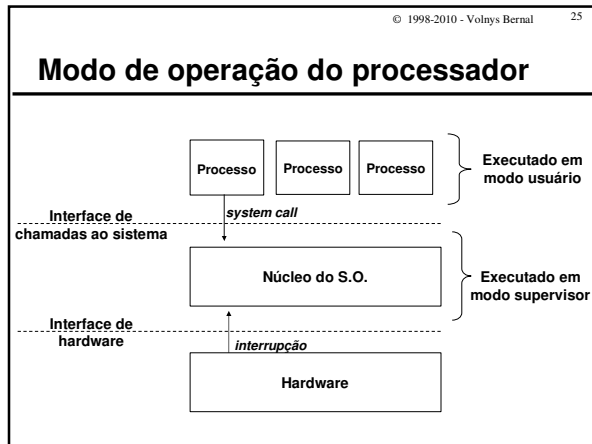 © 1998-2010 - Volnys Bernal 25
Modo de operação do processador
Processo Processo Processo
Executado em
modo usuário
Interface de
chamadas ao sistema
system call
Núcleo do S.O.
Executado em
modo supervisor
Interface de
hardware
interrupção
Hardware